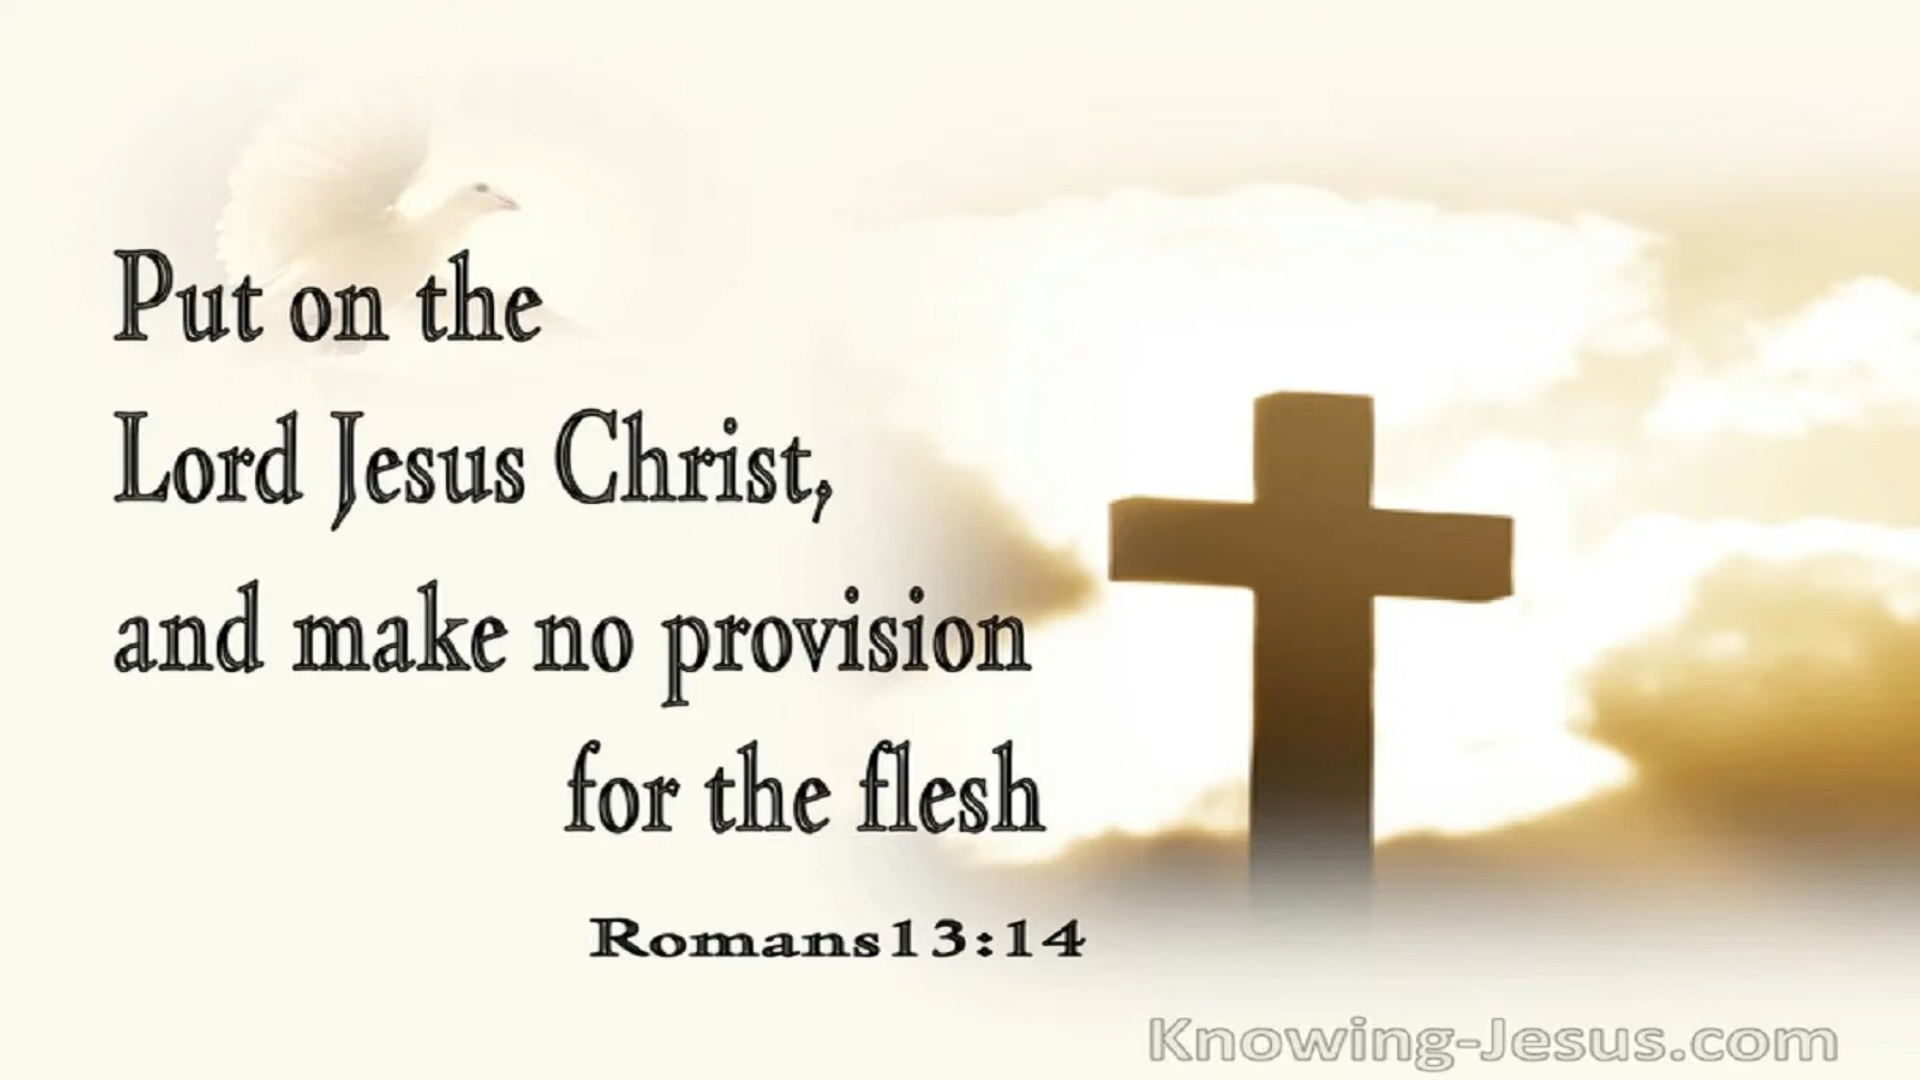 Put on the
Lord Jesus Christ,
and make no provision
for the flesh
Romans13:14
Knowing-Jesus.com